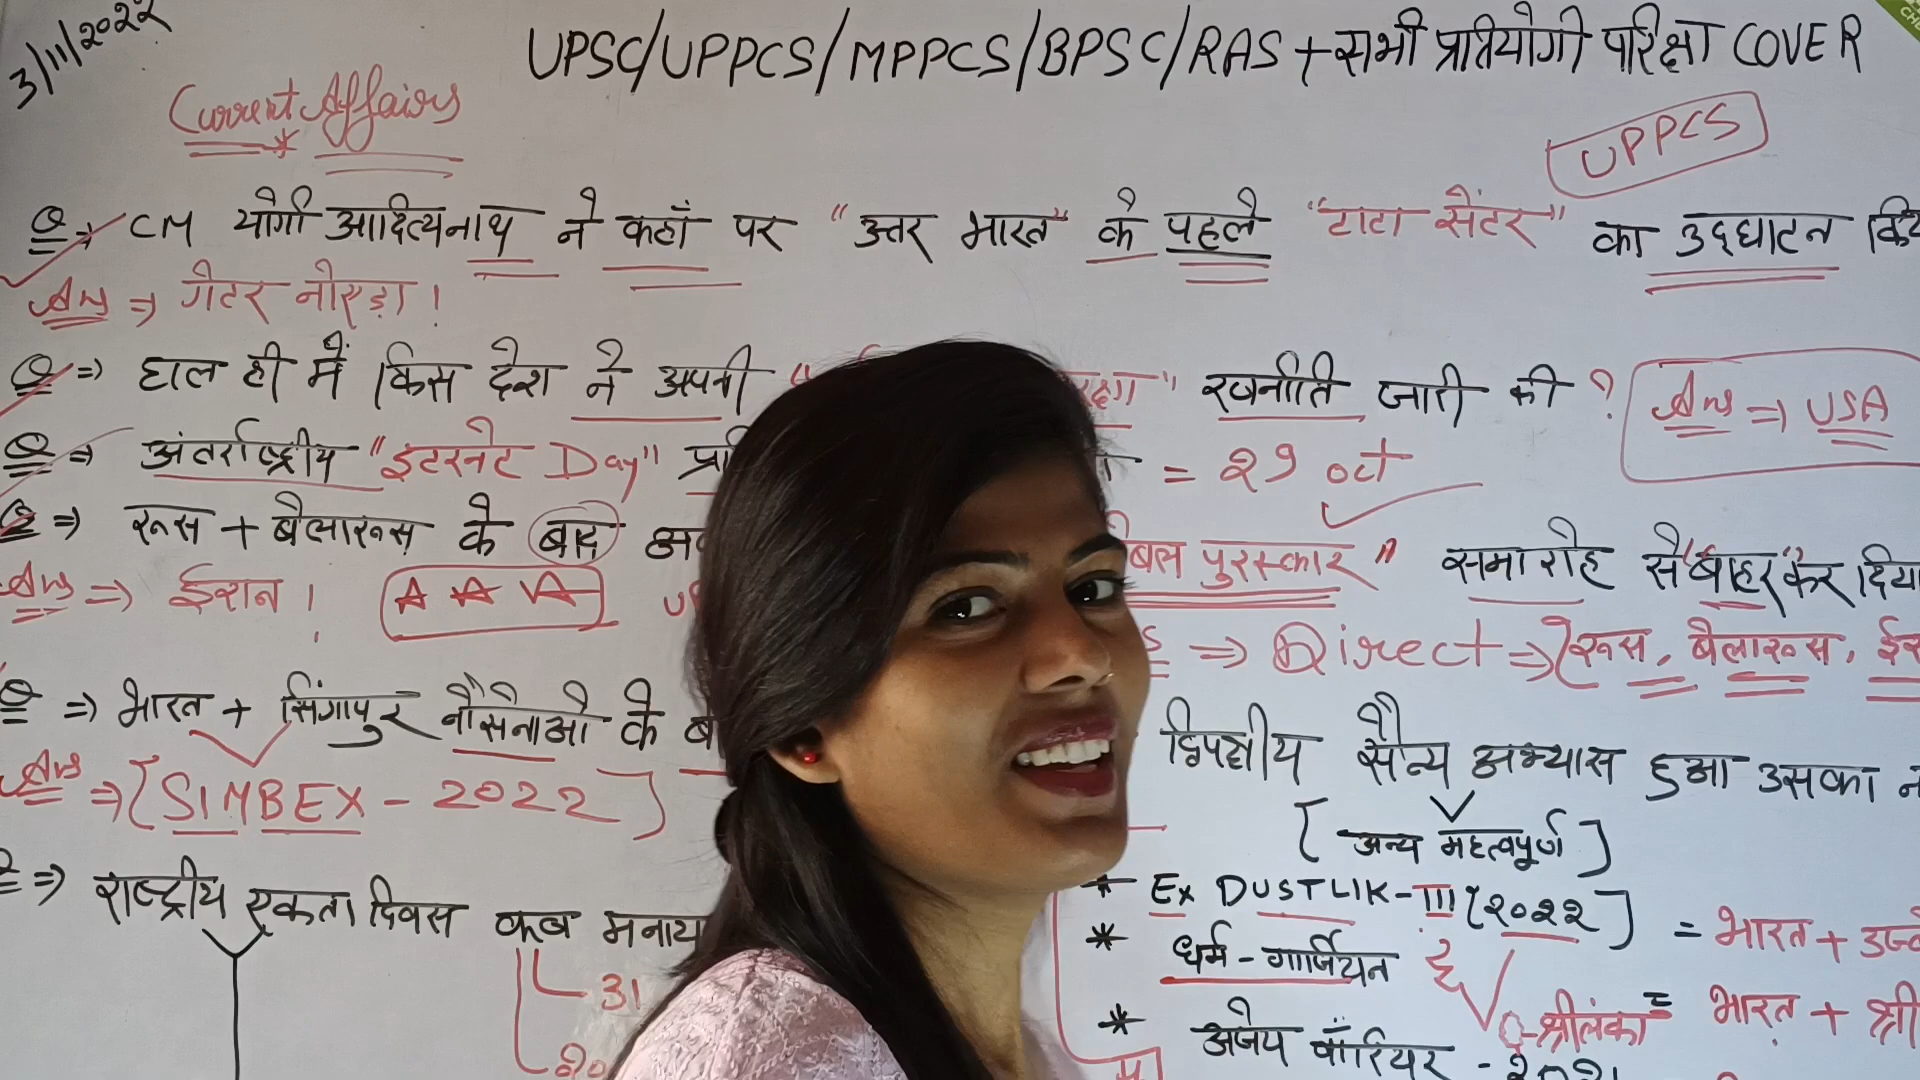 3/11/2022
UPSC/UPPCS/MPPCS/BPSC/RAS + सभी प्रतियोगी परिक्षा COVER
Current Affairs
UPPCS
Q⇒ CM योगी आदित्यनाथ ने कहाँ पर "उत्तर भारत" के पहले "टाटा सेंटर" का उद्घाटन
Ans ⇒ गेटर नोएडा !
Q ⇒ हाल ही में किस देश ने अपनी " " रणनीति जारी की ? Ans ⇒ USA
Q ⇒ अंतर्राष्ट्रीय "इंटरनेट Day" = 29 oct
Q ⇒ रूस + बेलारूस के बाद पुरस्कार" समारोह से "बाहर" कर दिया
Ans ⇒ ईरान !
⇒ Direct ⇒ [रूस, बेलारूस,
Q ⇒ भारत + सिंगापुर नौसेनाओ के द्विपक्षीय सैन्य अभ्यास हुआ उसका
Ans ⇒ [SIMBEX - 2022]
[अन्य महत्वपूर्ण]
⇒ राष्ट्रीय एकता दिवस कब
31
* Ex DUSTLIK-III [2022] = भारत +
* धर्म - गार्जियन
श्रीलंका = भारत +
* अजेय वॉरियर -